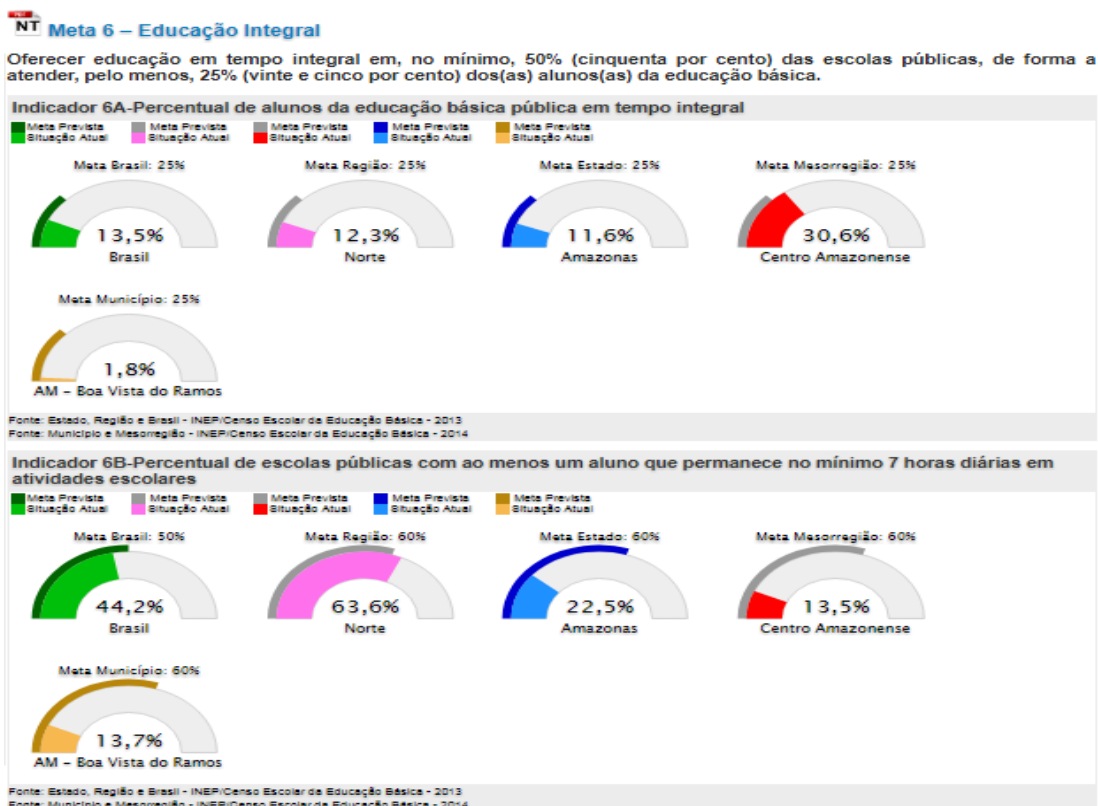 NT Meta 6 – Educação Integral
Oferecer educação em tempo integral em, no mínimo, 50% (cinquenta por cento) das escolas públicas, de forma a
atender, pelo menos, 25% (vinte e cinco por cento) dos(as) alunos(as) da educação básica.
Indicador 6A-Percentual de alunos da educação básica pública em tempo integral
Meta Prevista Meta Prevista Meta Prevista Meta Prevista Meta Prevista
Situação Atual Situação Atual Situação Atual Situação Atual Situação Atual
Meta Brasil: 25% Meta Região: 25% Meta Estado: 25% Meta Mesorregião: 25%
13,5% 12,3% 11,6% 30,6%
Brasil Norte Amazonas Centro Amazonense
Meta Município: 25%
1,8%
AM – Boa Vista do Ramos
Fonte: Estado, Região e Brasil - INEP/Censo Escolar da Educação Básica - 2013
Fonte: Município e Mesorregião - INEP/Censo Escolar da Educação Básica - 2014
Indicador 6B-Percentual de escolas públicas com ao menos um aluno que permanece no mínimo 7 horas diárias em
atividades escolares
Meta Prevista Meta Prevista Meta Prevista Meta Prevista Meta Prevista
Situação Atual Situação Atual Situação Atual Situação Atual Situação Atual
Meta Brasil: 50% Meta Região: 60% Meta Estado: 60% Meta Mesorregião: 60%
44,2% 63,6% 22,5% 13,5%
Brasil Norte Amazonas Centro Amazonense
Meta Município: 60%
13,7%
AM – Boa Vista do Ramos
Fonte: Estado, Região e Brasil - INEP/Censo Escolar da Educação Básica - 2013
Fonte: Município e Mesorregião - INEP/Censo Escolar da Educação Básica - 2014